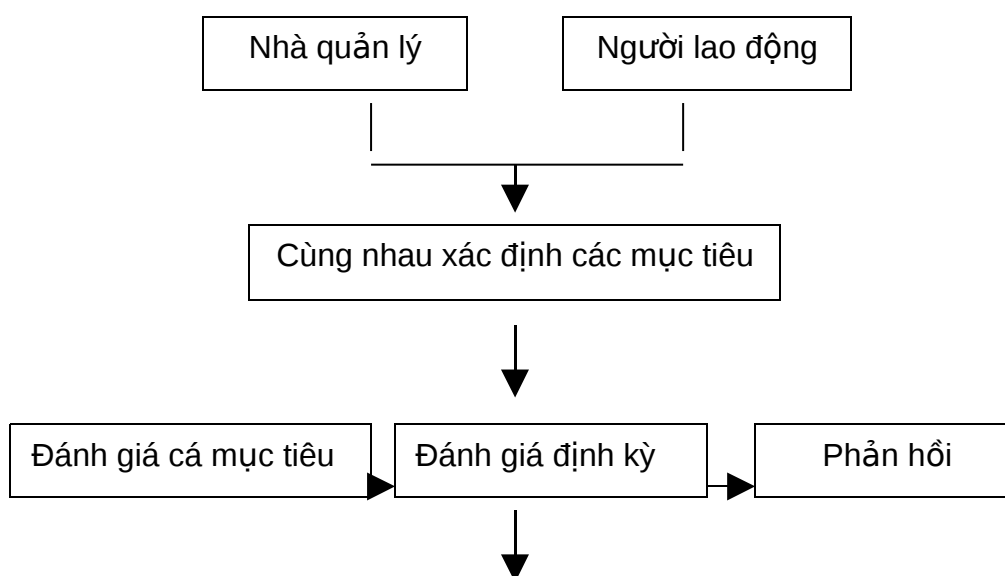 Nhà quản lý
Người lao động
Cùng nhau xác định các mục tiêu
Đánh giá cá mục tiêu
Đánh giá định kỳ
Phản hồi